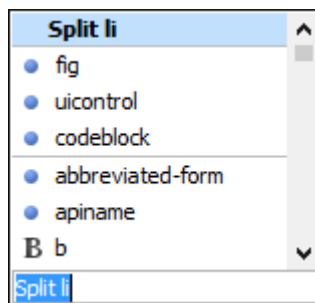 Split li
fig
uicontrol
codeblock
abbreviated-form
apiname
B b
Split li